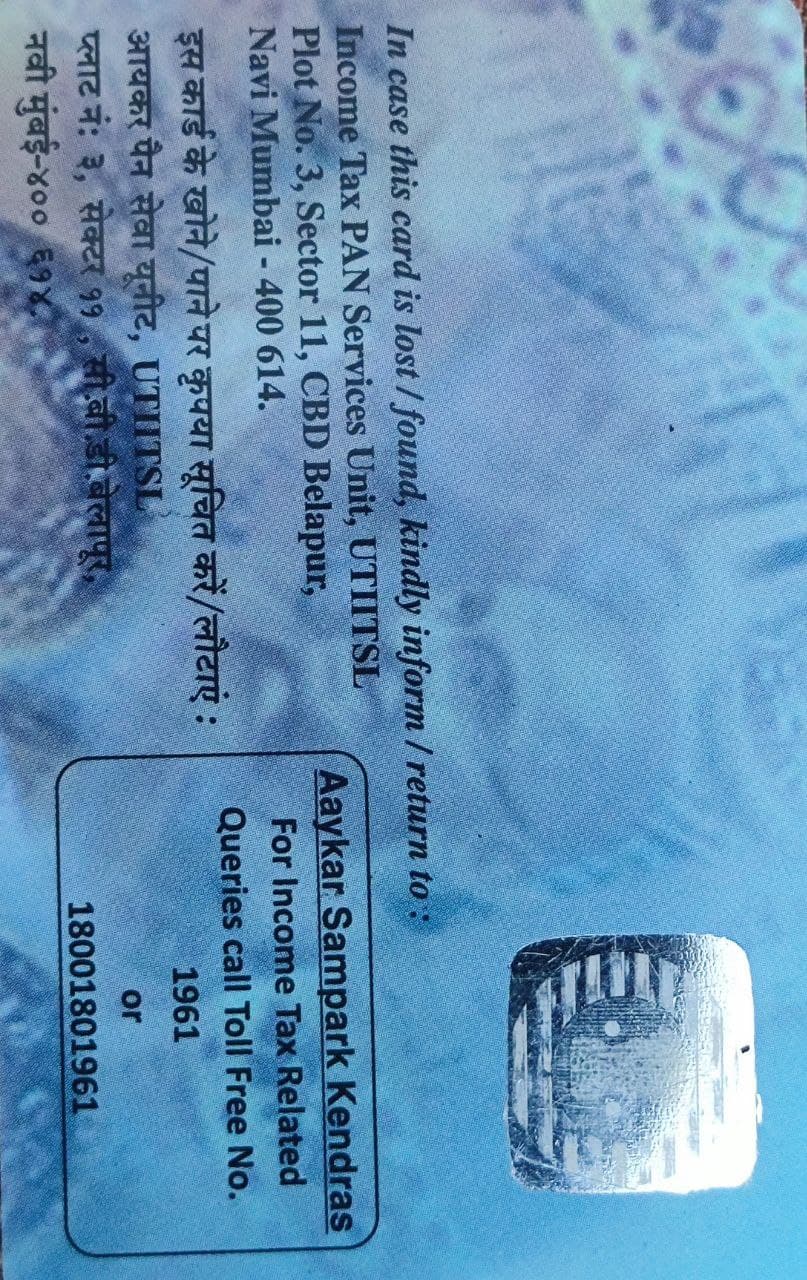 In case this card is lost / found, kindly inform / return to :
Income Tax PAN Services Unit, UTIITSL
Plot No. 3, Sector 11, CBD Belapur,
Navi Mumbai - 400 614.
इस कार्ड के खोने/पाने पर कृपया सूचित करें/लौटाएं :
आयकर पैन सेवा यूनीट, UTIITSL
प्लाट नं: ३, सेक्टर ११ , सी.बी.डी.बेलापूर,
नवी मुंबई-४०० ६१४.
Aaykar Sampark Kendras
For Income Tax Related
Queries call Toll Free No.
1961
or
18001801961